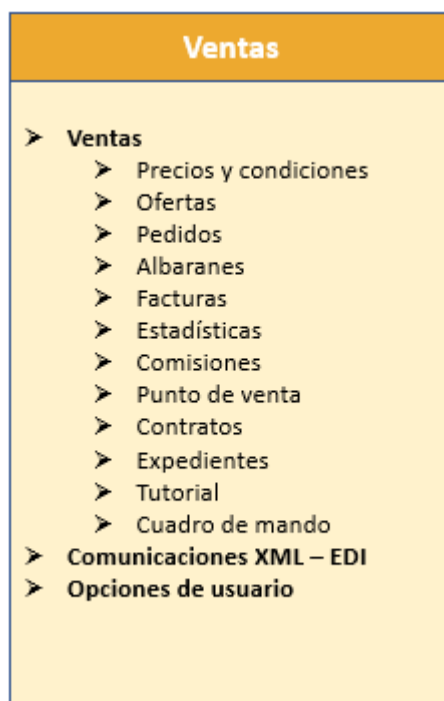 Ventas
➤ Ventas
➤ Precios y condiciones
➤ Ofertas
➤ Pedidos
➤ Albaranes
➤ Facturas
➤ Estadísticas
➤ Comisiones
➤ Punto de venta
➤ Contratos
➤ Expedientes
➤ Tutorial
➤ Cuadro de mando
➤ Comunicaciones XML – EDI
➤ Opciones de usuario